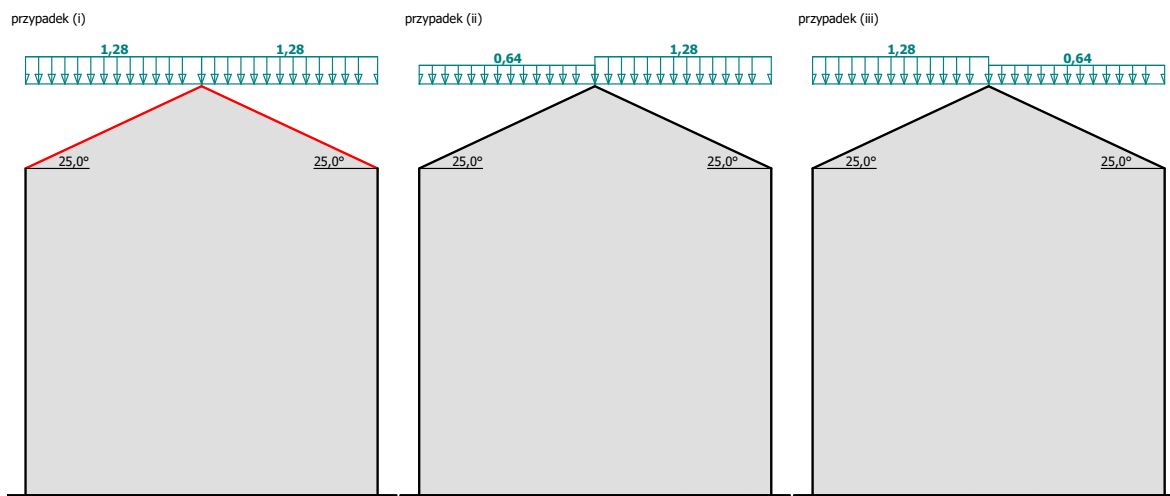 przypadek (i)
1,28 1,28
25,0° 25,0°
przypadek (ii)
0,64 1,28
25,0° 25,0°
przypadek (iii)
1,28 0,64
25,0° 25,0°